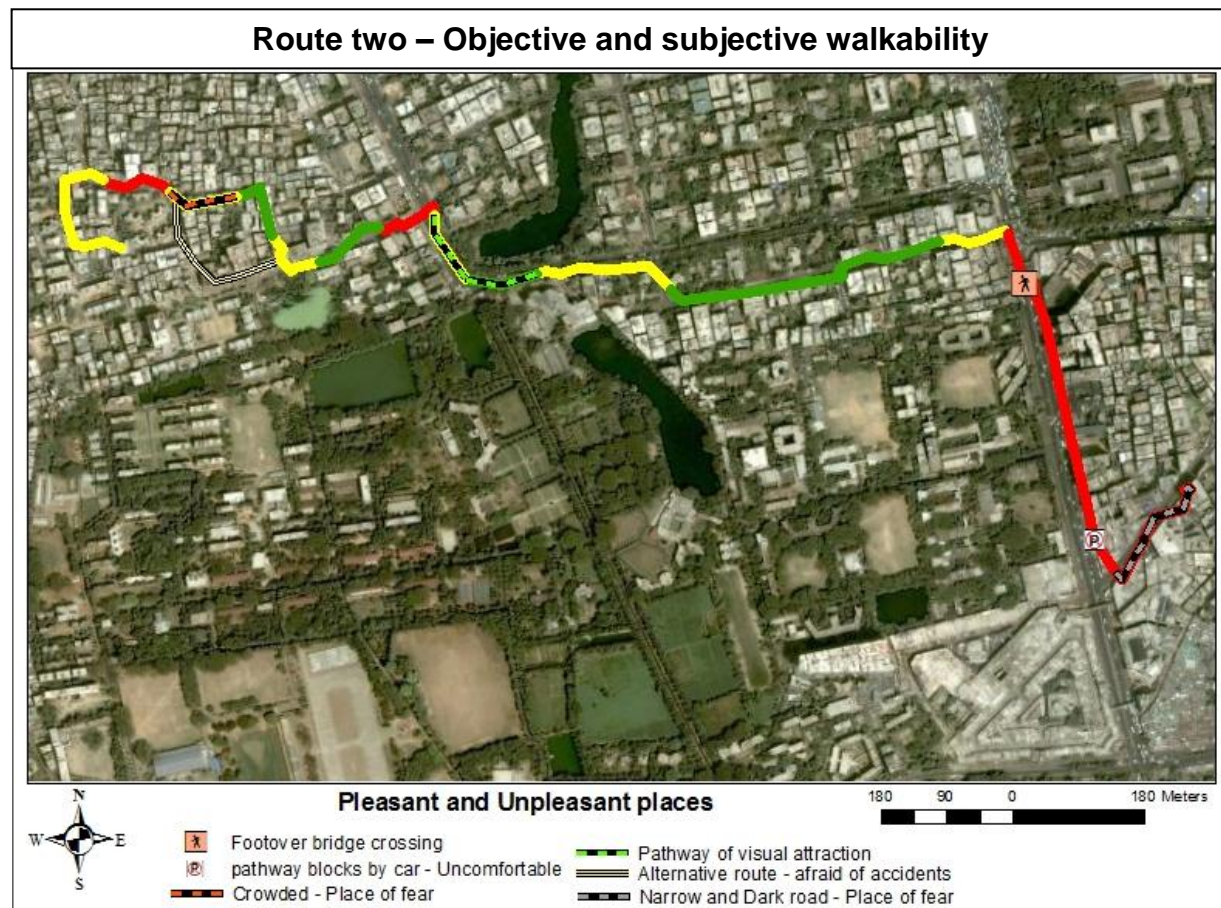 Route two – Objective and subjective walkability
Pleasant and Unpleasant places
180 90 0 180 Meters
N
W E
S
Footover bridge crossing
pathway blocks by car - Uncomfortable
Crowded - Place of fear
Pathway of visual attraction
Alternative route - afraid of accidents
Narrow and Dark road - Place of fear
P
P